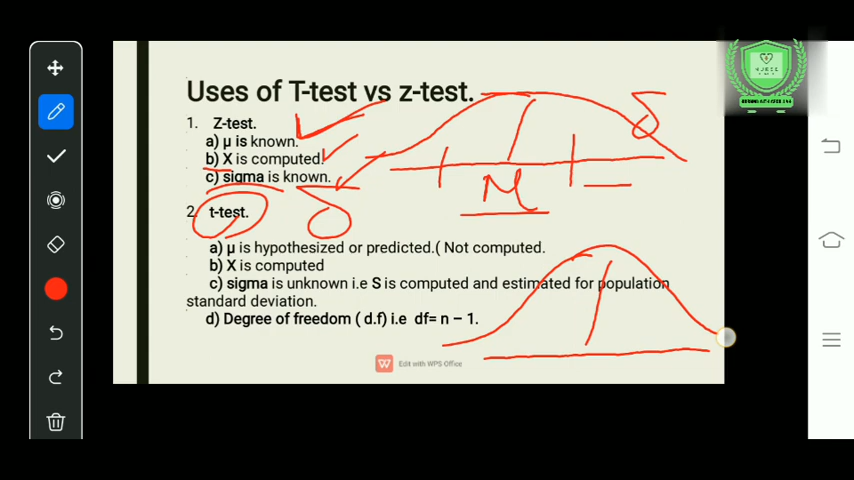 Uses of T-test vs z-test.
1. Z-test.
a) μ is known.
b) X is computed.
c) sigma is known.
2. t-test.
a) μ is hypothesized or predicted.( Not computed.
b) X is computed
c) sigma is unknown i.e S is computed and estimated for population
standard deviation.
d) Degree of freedom ( d.f) i.e df= n – 1.
Edit with WPS Office